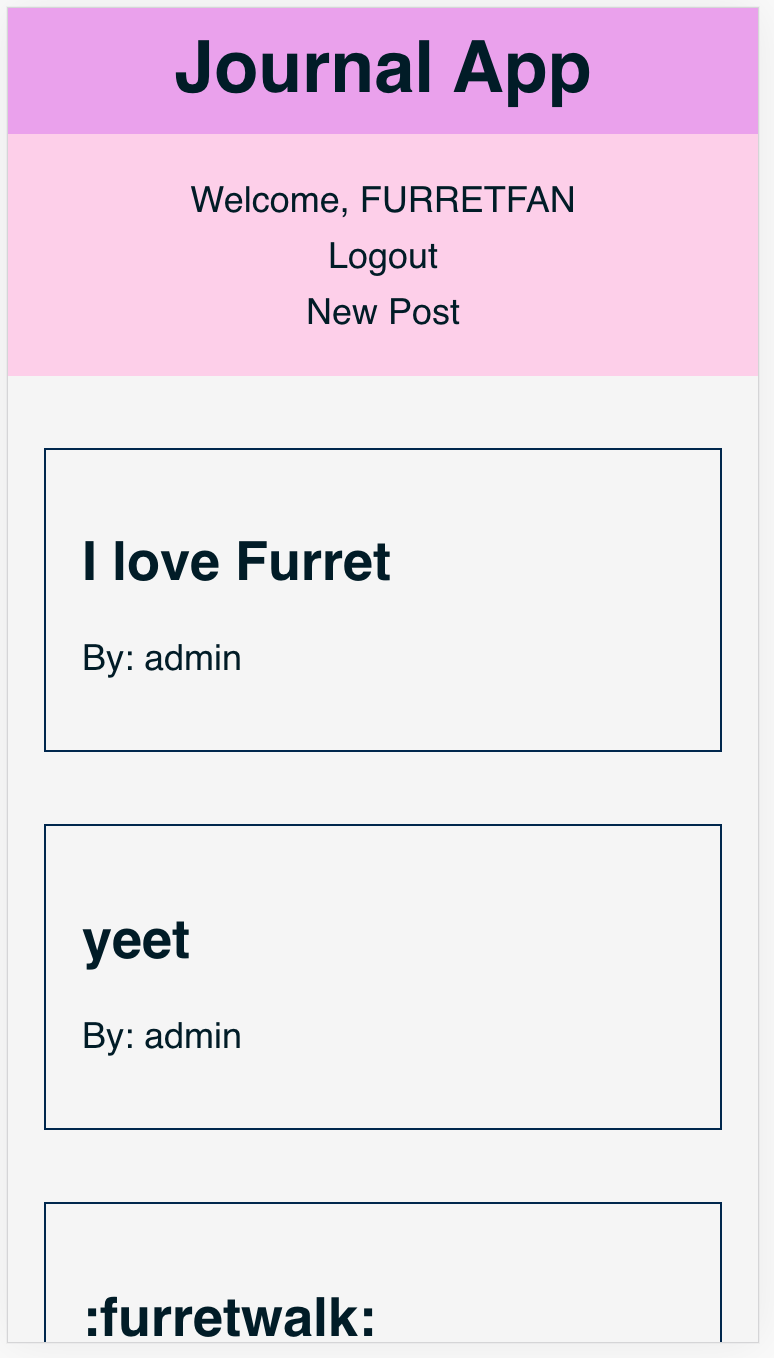 Journal App
Welcome, FURRETFAN
Logout
New Post
I love Furret
By: admin
yeet
By: admin
:furretwalk: